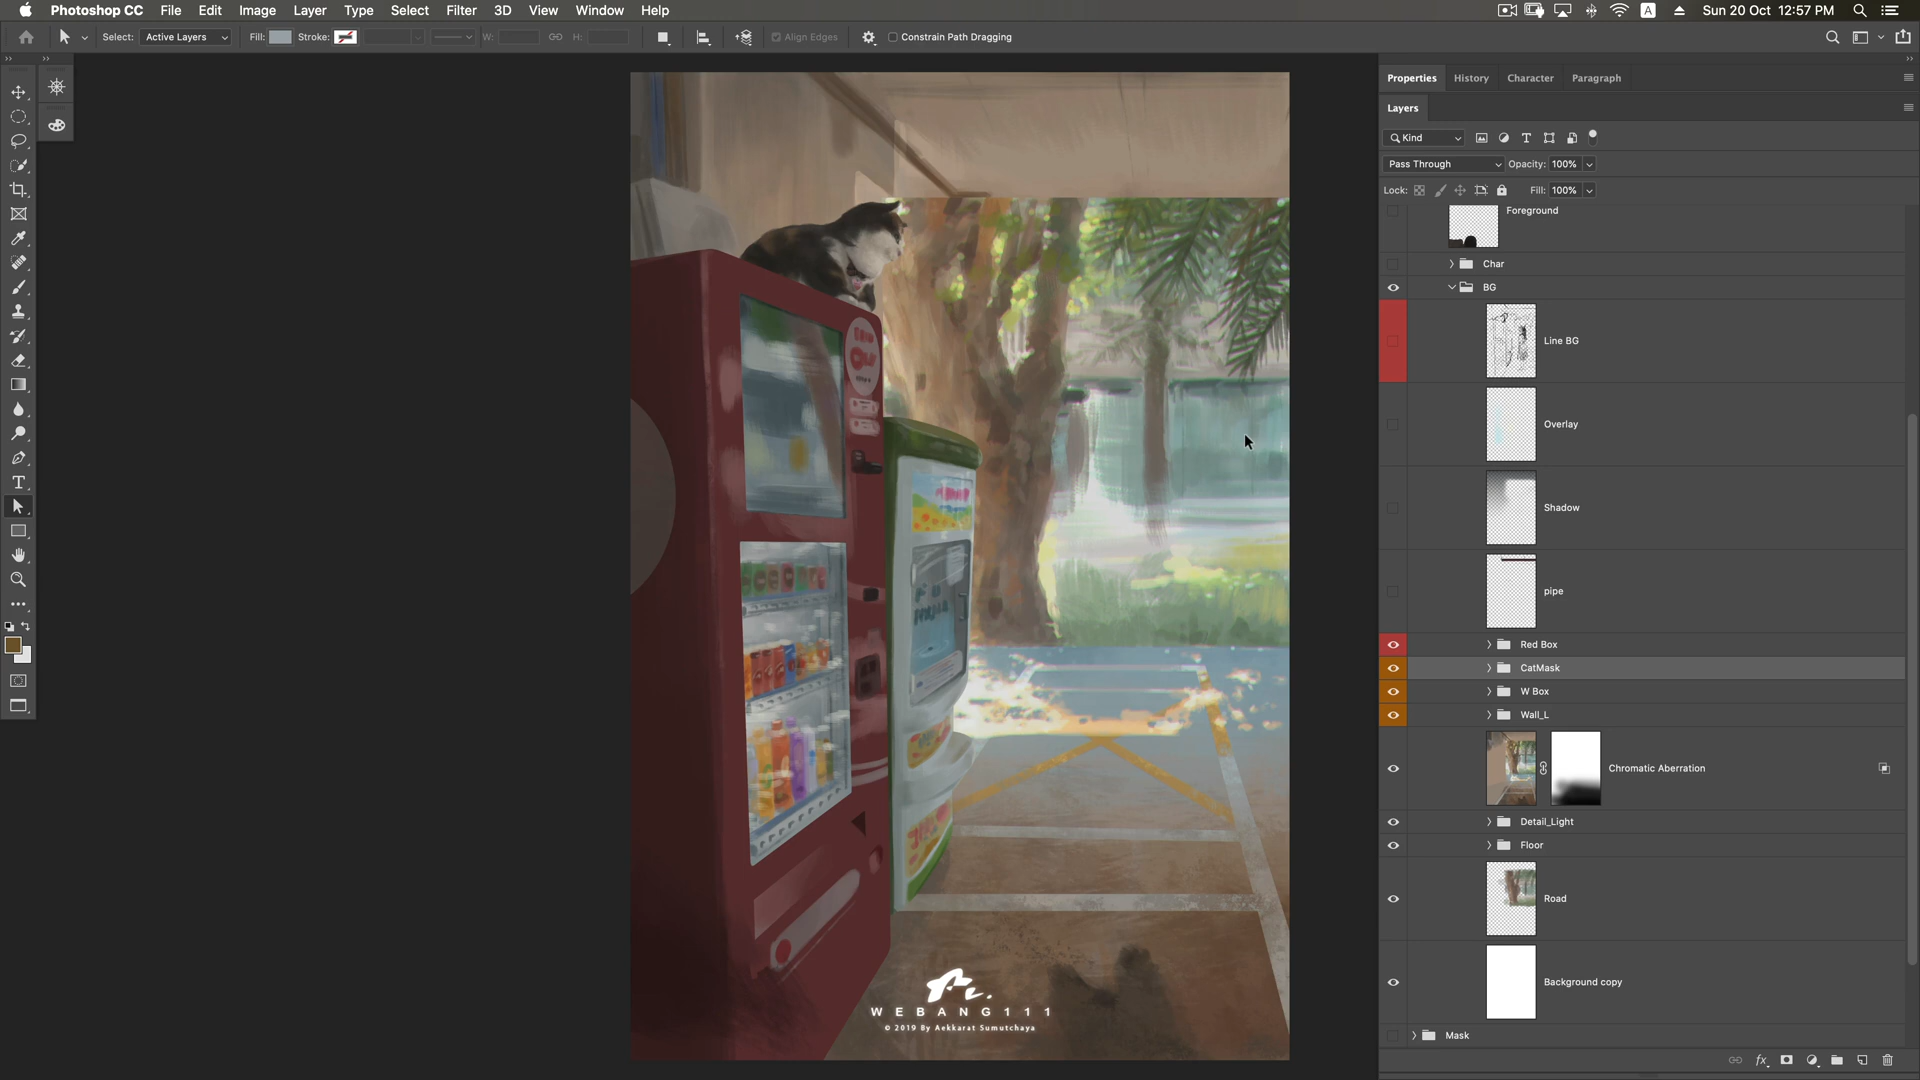 Photoshop CC File Edit Image Layer Type Select Filter 3D View Window Help
A Sun 20 Oct 12:57 PM
Select: Active Layers Fill: Stroke: W: H: Align Edges Constrain Path Dragging
Properties History Character Paragraph
Layers
Kind
Pass Through Opacity: 100%
Lock: Fill: 100%
Foreground
Char
BG
Line BG
Overlay
Shadow
pipe
Red Box
CatMask
W Box
Wall_L
Chromatic Aberration
Detail_Light
Floor
Road
Background copy
Mask
WEBANG111
© 2019 By Aekkarat Sumutchaya